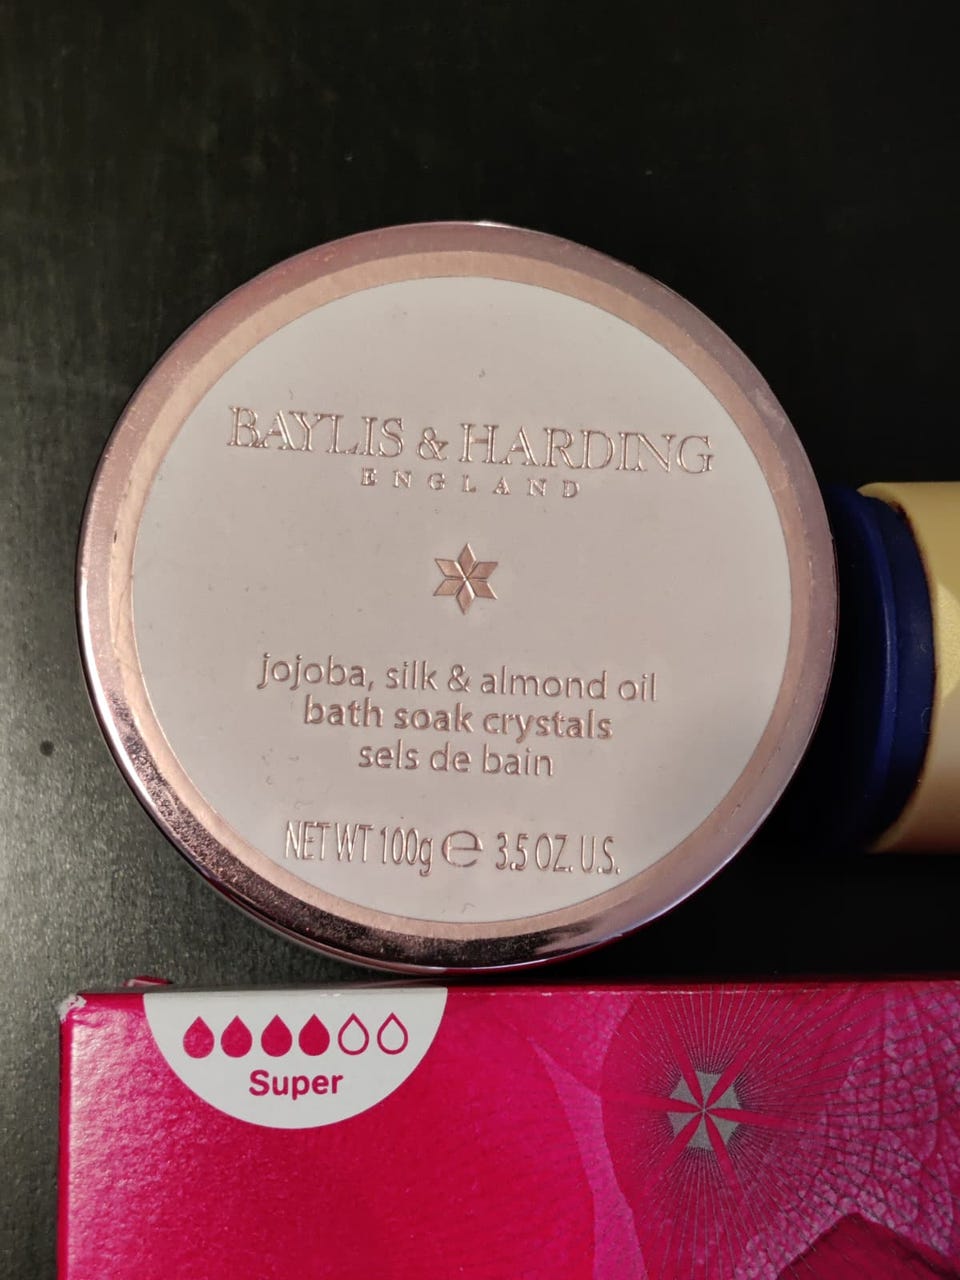 BAYLIS & HARDING
ENGLAND
jojoba, silk & almond oil
bath soak crystals
sels de bain
NET WT 100g ℮ 3.5 OZ. U.S.
Super